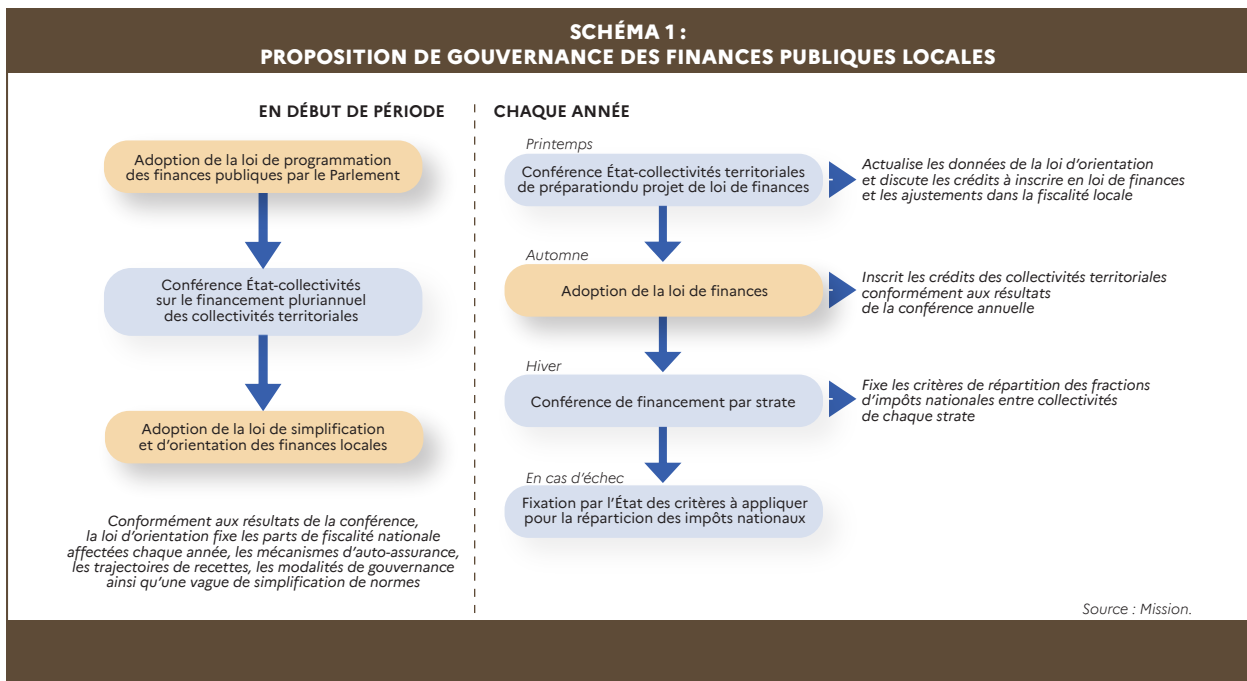 SCHÉMA 1 :
PROPOSITION DE GOUVERNANCE DES FINANCES PUBLIQUES LOCALES
EN DÉBUT DE PÉRIODE
Adoption de la loi de programmation
des finances publiques par le Parlement
Conférence État-collectivités
sur le financement pluriannuel
des collectivités territoriales
Adoption de la loi de simplification
et d’orientation des finances locales
Conformément aux résultats de la conférence,
la loi d’orientation fixe les parts de fiscalité nationale
affectées chaque année, les mécanismes d’auto-assurance,
les trajectoires de recettes, les modalités de gouvernance
ainsi qu’une vague de simplification de normes
CHAQUE ANNÉE
Printemps
Conférence État-collectivités territoriales
de préparationdu projet de loi de finances
Actualise les données de la loi d’orientation
et discute les crédits à inscrire en loi de finances
et les ajustements dans la fiscalité locale
Automne
Adoption de la loi de finances
Inscrit les crédits des collectivités territoriales
conformément aux résultats
de la conférence annuelle
Hiver
Conférence de financement par strate
Fixe les critères de répartition des fractions
d’impôts nationales entre collectivités
de chaque strate
En cas d’échec
Fixation par l’État des critères à appliquer
pour la réparticion des impôts nationaux
Source : Mission.